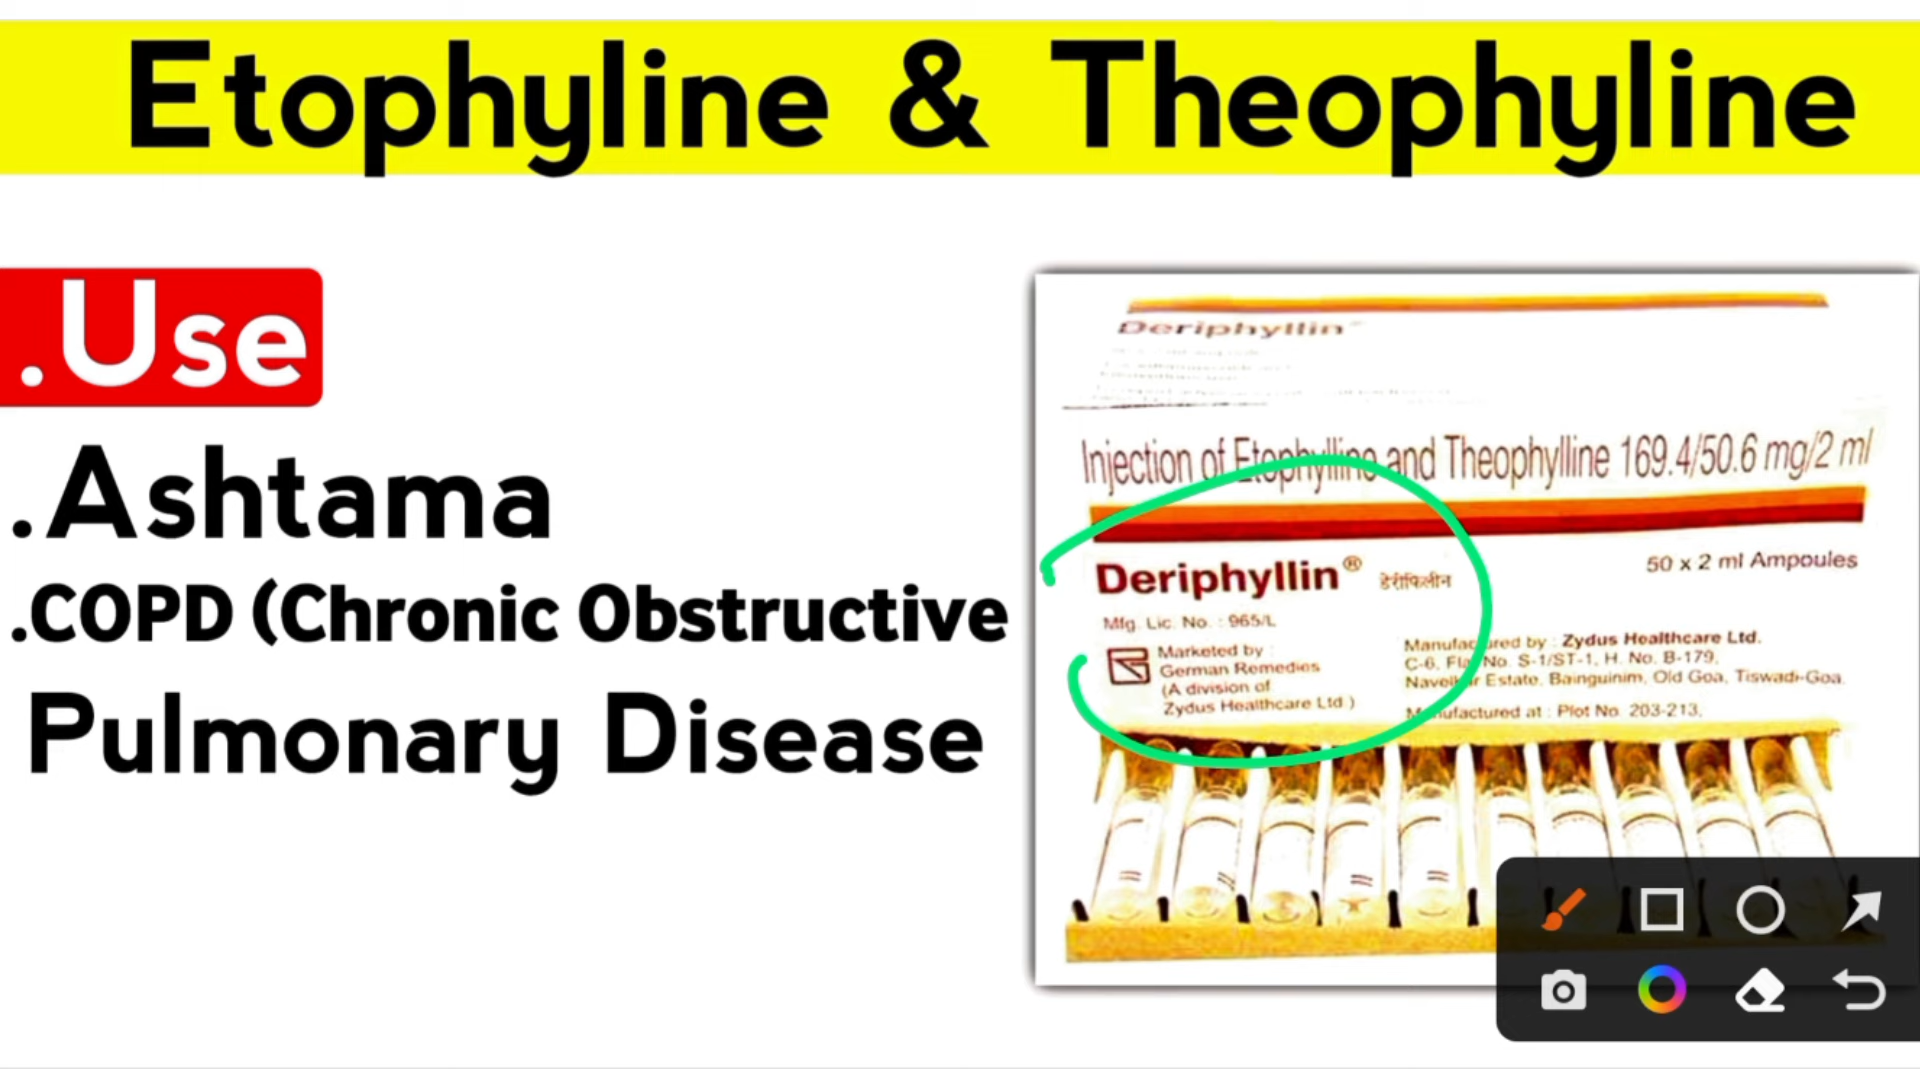 Etophyline & Theophyline
.Use
.Ashtama
.COPD (Chronic Obstructive
Pulmonary Disease
Deriphyllin
Injection of Etophylline and Theophylline 169.4/50.6 mg/2 ml
Deriphyllin® डेरीफिलीन
50 x 2 ml Ampoules
Mfg. Lic. No. : 965/L
Marketed by :
German Remedies
(A division of
Zydus Healthcare Ltd.)
Manufactured by : Zydus Healthcare Ltd.
C-6, Flat No. S-1/ST-1, H. No. B-179,
Navelkar Estate, Bainguinim, Old Goa, Tiswadi-Goa.
Manufactured at : Plot No. 203-213,